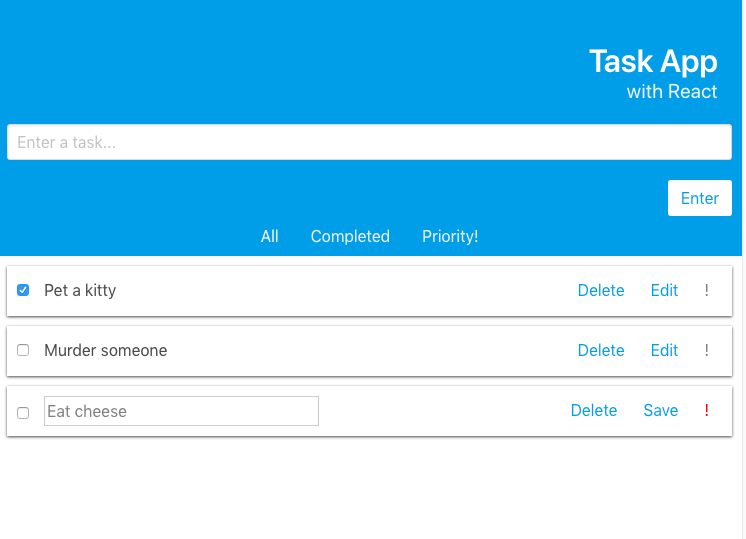 Task App
with React
Enter a task...
Enter
All Completed Priority!
Pet a kitty Delete Edit !
Murder someone Delete Edit !
Eat cheese Delete Save !